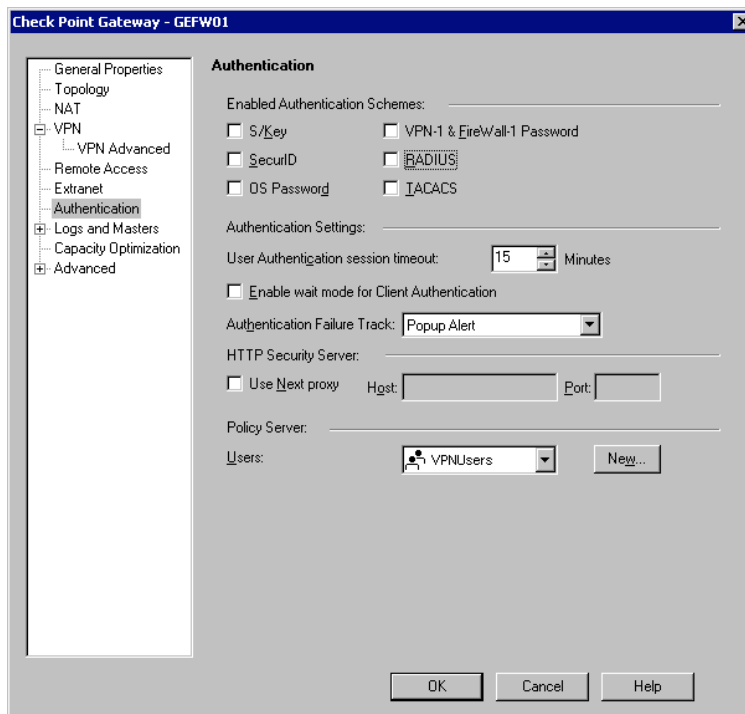 Check Point Gateway - GEFW01
General Properties
Topology
NAT
VPN
VPN Advanced
Remote Access
Extranet
Authentication
Logs and Masters
Capacity Optimization
Advanced
Authentication
Enabled Authentication Schemes:
S/Key VPN-1 & FireWall-1 Password
SecurID RADIUS
OS Password TACACS
Authentication Settings:
User Authentication session timeout: 15 Minutes
Enable wait mode for Client Authentication
Authentication Failure Track: Popup Alert
HTTP Security Server:
Use Next proxy Host: Port:
Policy Server:
Users: VPNUsers New...
OK Cancel Help